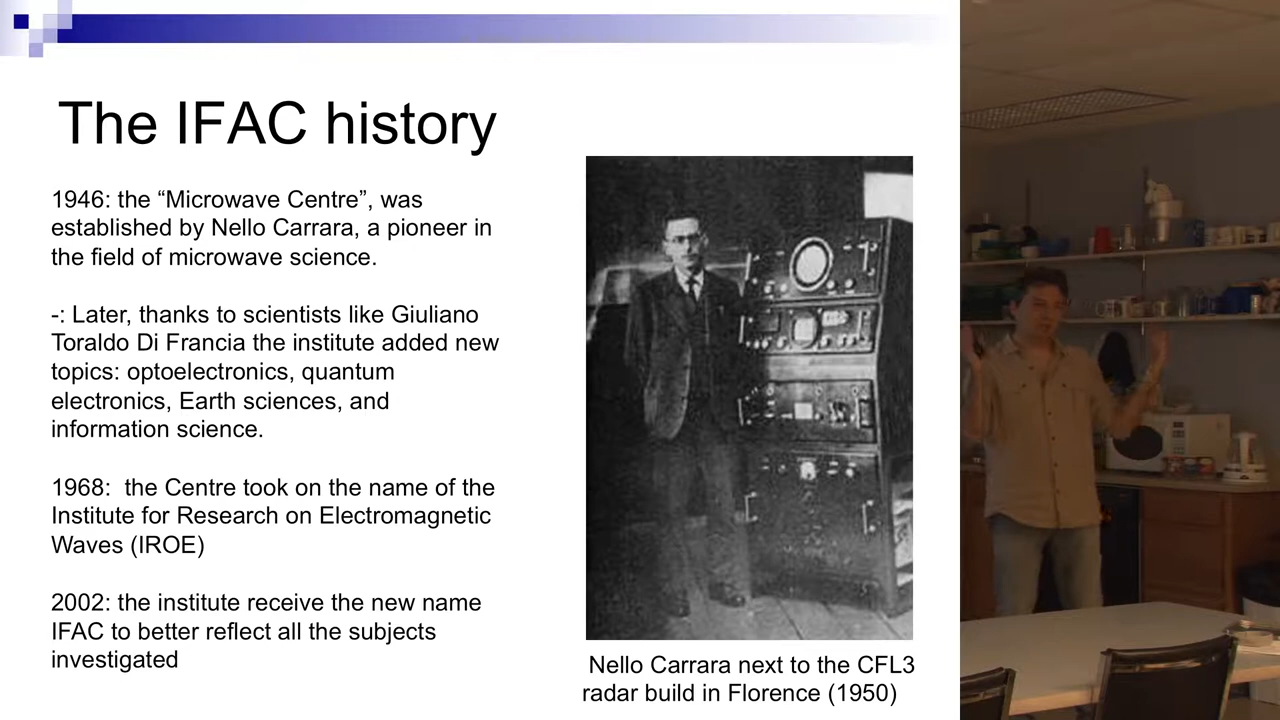 The IFAC history
1946: the “Microwave Centre”, was
established by Nello Carrara, a pioneer in
the field of microwave science.
-: Later, thanks to scientists like Giuliano
Toraldo Di Francia the institute added new
topics: optoelectronics, quantum
electronics, Earth sciences, and
information science.
1968:  the Centre took on the name of the
Institute for Research on Electromagnetic
Waves (IROE)
2002: the institute receive the new name
IFAC to better reflect all the subjects
investigated
Nello Carrara next to the CFL3
radar build in Florence (1950)